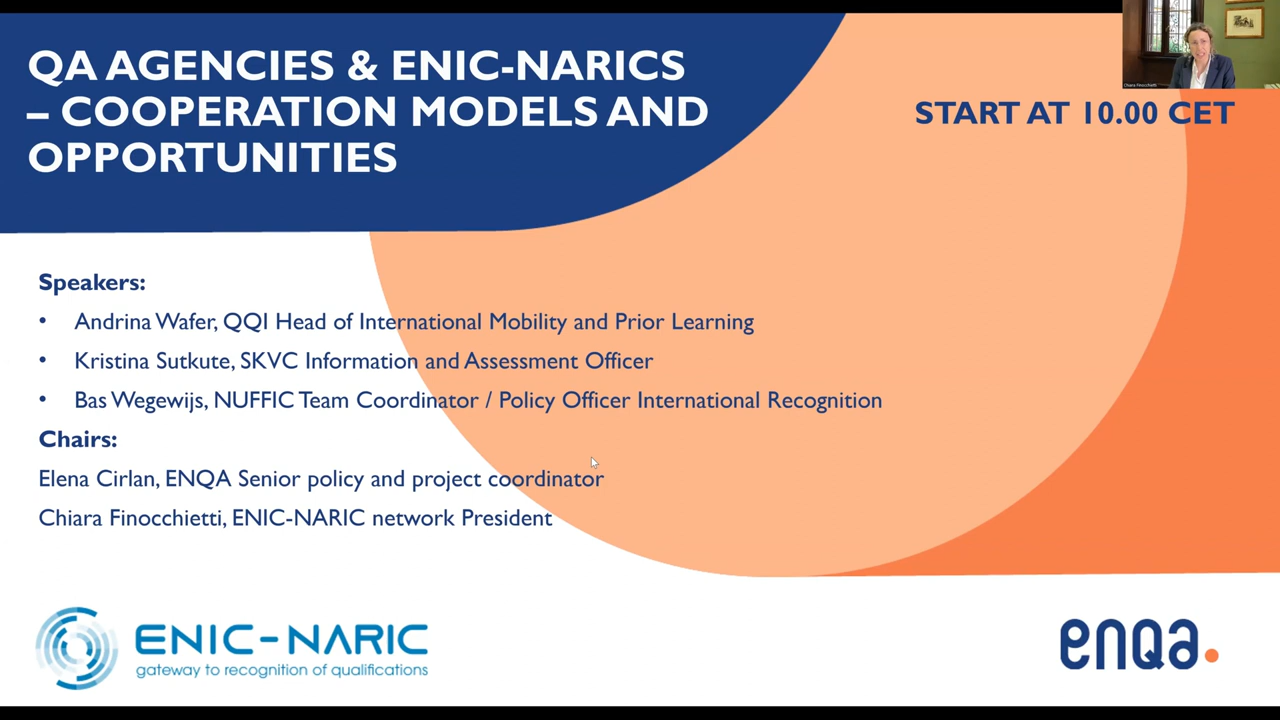 QA AGENCIES & ENIC-NARICS
– COOPERATION MODELS AND
OPPORTUNITIES
START AT 10.00 CET
Chiara Finocchietti
Speakers:
• Andrina Wafer, QQI Head of International Mobility and Prior Learning
• Kristina Sutkute, SKVC Information and Assessment Officer
• Bas Wegewijs, NUFFIC Team Coordinator / Policy Officer International Recognition
Chairs:
Elena Cirlan, ENQA Senior policy and project coordinator
Chiara Finocchietti, ENIC-NARIC network President
ENIC-NARIC
gateway to recognition of qualifications
enqa.